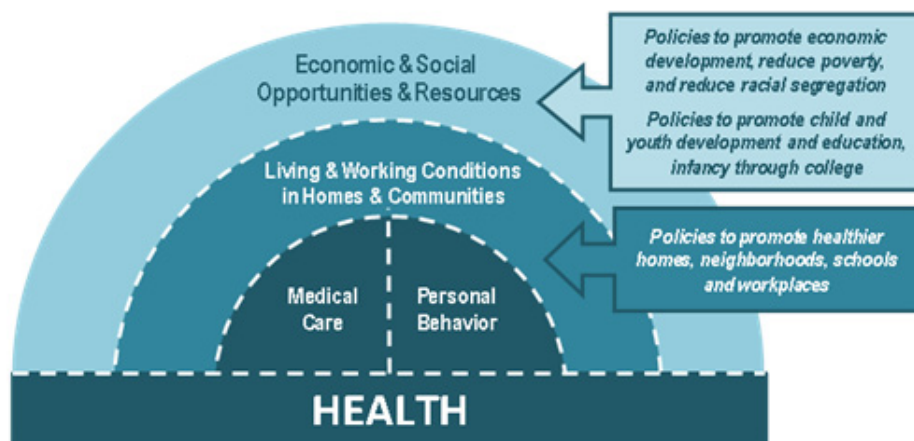 Economic & Social
Opportunities & Resources
Living & Working Conditions
in Homes & Communities
Medical
Care
Personal
Behavior
HEALTH
Policies to promote economic
development, reduce poverty,
and reduce racial segregation
Policies to promote child and
youth development and education,
infancy through college
Policies to promote healthier
homes, neighborhoods, schools
and workplaces